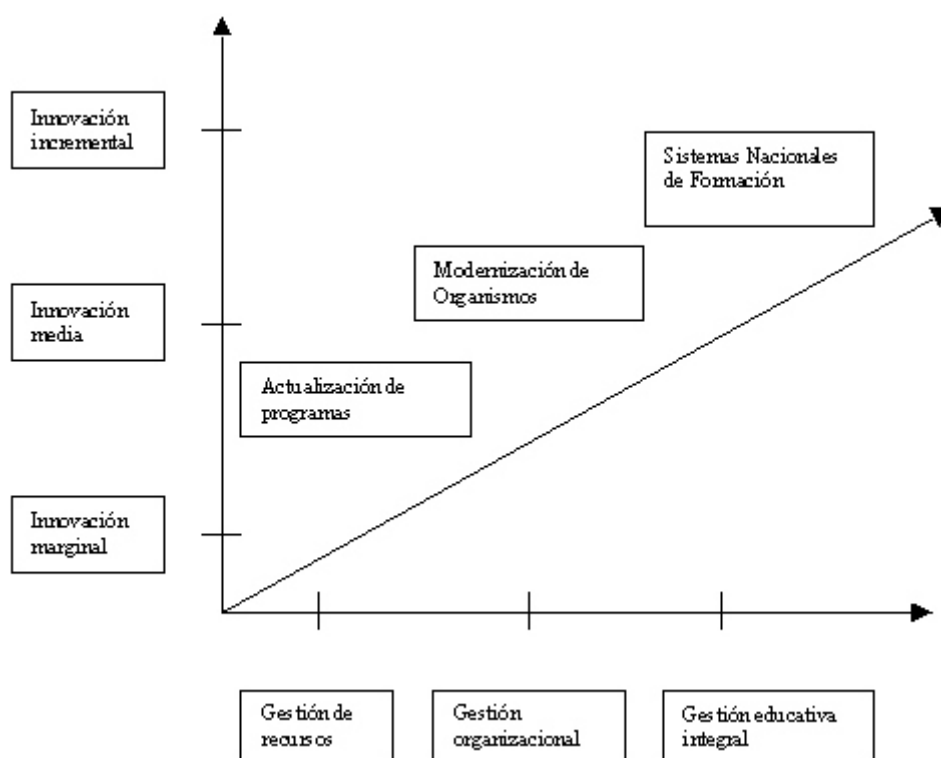 Innovación
incremental
Sistemas Nacionales
de Formación
Modernización de
Organismos
Innovación
media
Actualización de
programas
Innovación
marginal
Gestión de
recursos
Gestión
organizacional
Gestión educativa
integral